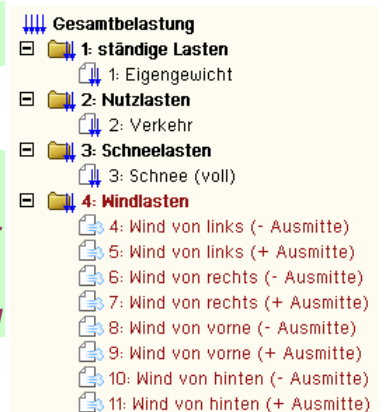 Gesamtbelastung
1: ständige Lasten
1: Eigengewicht
2: Nutzlasten
2: Verkehr
3: Schneelasten
3: Schnee (voll)
4: Windlasten
4: Wind von links (- Ausmitte)
5: Wind von links (+ Ausmitte)
6: Wind von rechts (- Ausmitte)
7: Wind von rechts (+ Ausmitte)
8: Wind von vorne (- Ausmitte)
9: Wind von vorne (+ Ausmitte)
10: Wind von hinten (- Ausmitte)
11: Wind von hinten (+ Ausmitte)